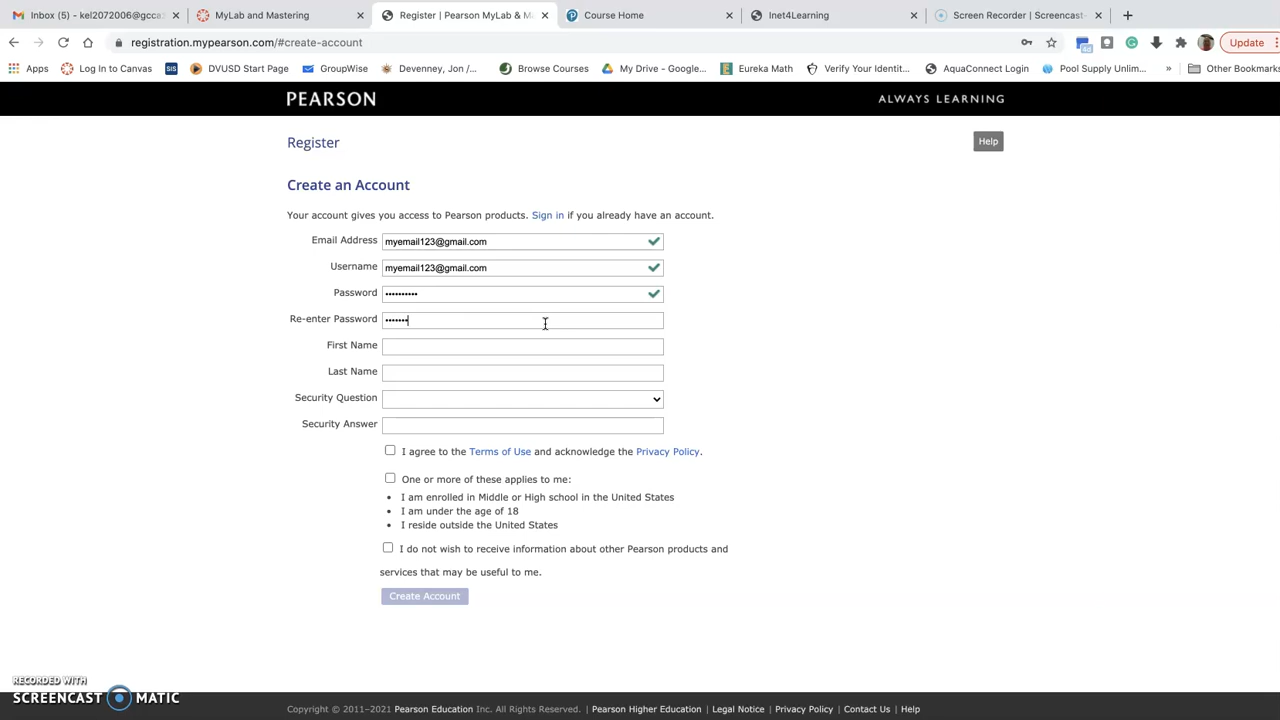 Inbox (5) - kel2072006@gcca
MyLab and Mastering
Register | Pearson MyLab & M
Course Home
Inet4Learning
Screen Recorder | Screencast-
registration.mypearson.com/#create-account
Update
Apps
Log In to Canvas
SIS
DVUSD Start Page
GroupWise
Devenney, Jon /...
Browse Courses
My Drive - Google...
Eureka Math
Verify Your Identit...
AquaConnect Login
Pool Supply Unlim...
»
Other Bookmarks
PEARSON
ALWAYS LEARNING
Register
Help
Create an Account
Your account gives you access to Pearson products. Sign in if you already have an account.
Email Address myemail123@gmail.com
Username myemail123@gmail.com
Password ••••••••••
Re-enter Password •••••••
First Name
Last Name
Security Question
Security Answer
I agree to the Terms of Use and acknowledge the Privacy Policy.
One or more of these applies to me:
• I am enrolled in Middle or High school in the United States
• I am under the age of 18
• I reside outside the United States
I do not wish to receive information about other Pearson products and
services that may be useful to me.
Create Account
RECORDED WITH
SCREENCAST MATIC
Copyright © 2011–2021 Pearson Education Inc. All Rights Reserved. | Pearson Higher Education | Legal Notice | Privacy Policy | Contact Us | Help